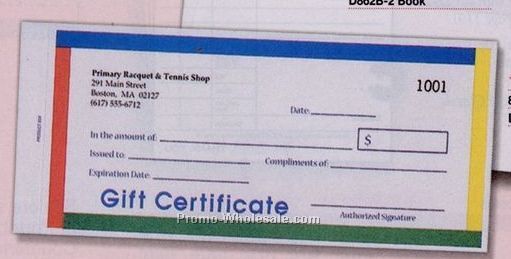 D862B-2 Book
Primary Racquet & Tennis Shop
291 Main Street
Boston, MA 02127
(617) 555-6712
1001
Date:
In the amount of:
$
Issued to:
Compliments of:
Expiration Date:
Gift Certificate
Authorized Signature
Promo-Wholesale.com